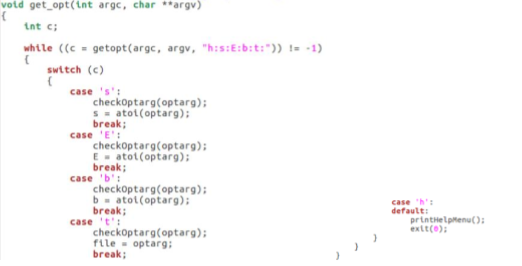 void get_opt(int argc, char **argv)
{
    int c;

    while ((c = getopt(argc, argv, "h:s:E:b:t:")) != -1)
    {
        switch (c)
        {
            case 's':
                checkOptarg(optarg);
                s = atoi(optarg);
                break;
            case 'E':
                checkOptarg(optarg);
                E = atoi(optarg);
                break;
            case 'b':
                checkOptarg(optarg);
                b = atoi(optarg);
                break;
            case 't':
                checkOptarg(optarg);
                file = optarg;
                break;
            case 'h':
            default:
                printHelpMenu();
                exit(0);
        }
    }
}